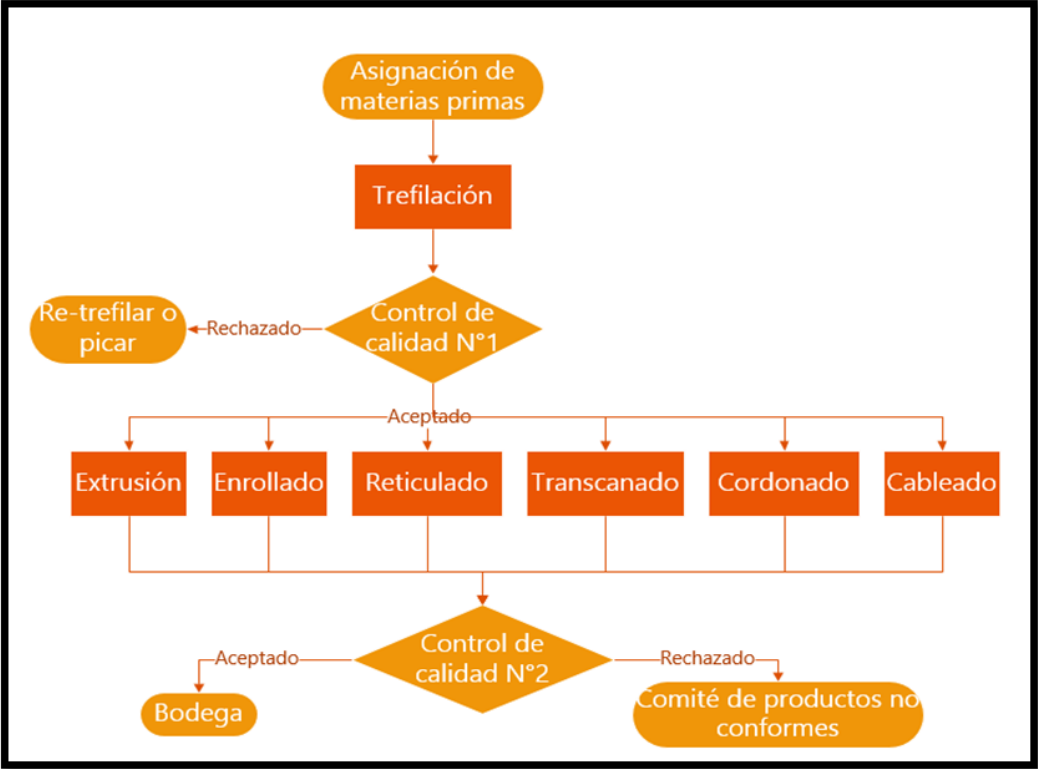 Asignación de
materias primas
Trefilación
Control de
calidad N°1
Rechazado
Re-trefilar o
picar
Aceptado
Extrusión
Enrollado
Reticulado
Transcanado
Cordonado
Cableado
Control de
calidad N°2
Aceptado
Rechazado
Bodega
Comité de productos no
conformes